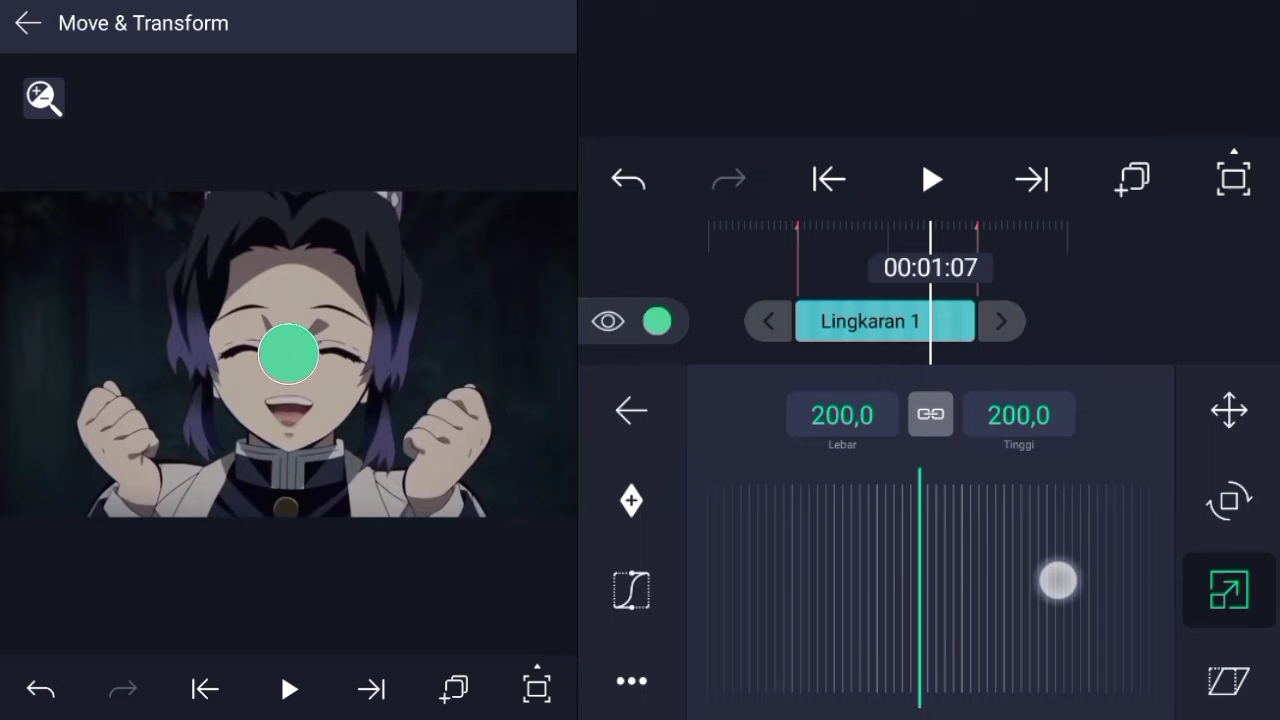 Move & Transform
00:01:07
Lingkaran 1
200,0
200,0
Lebar
Tinggi